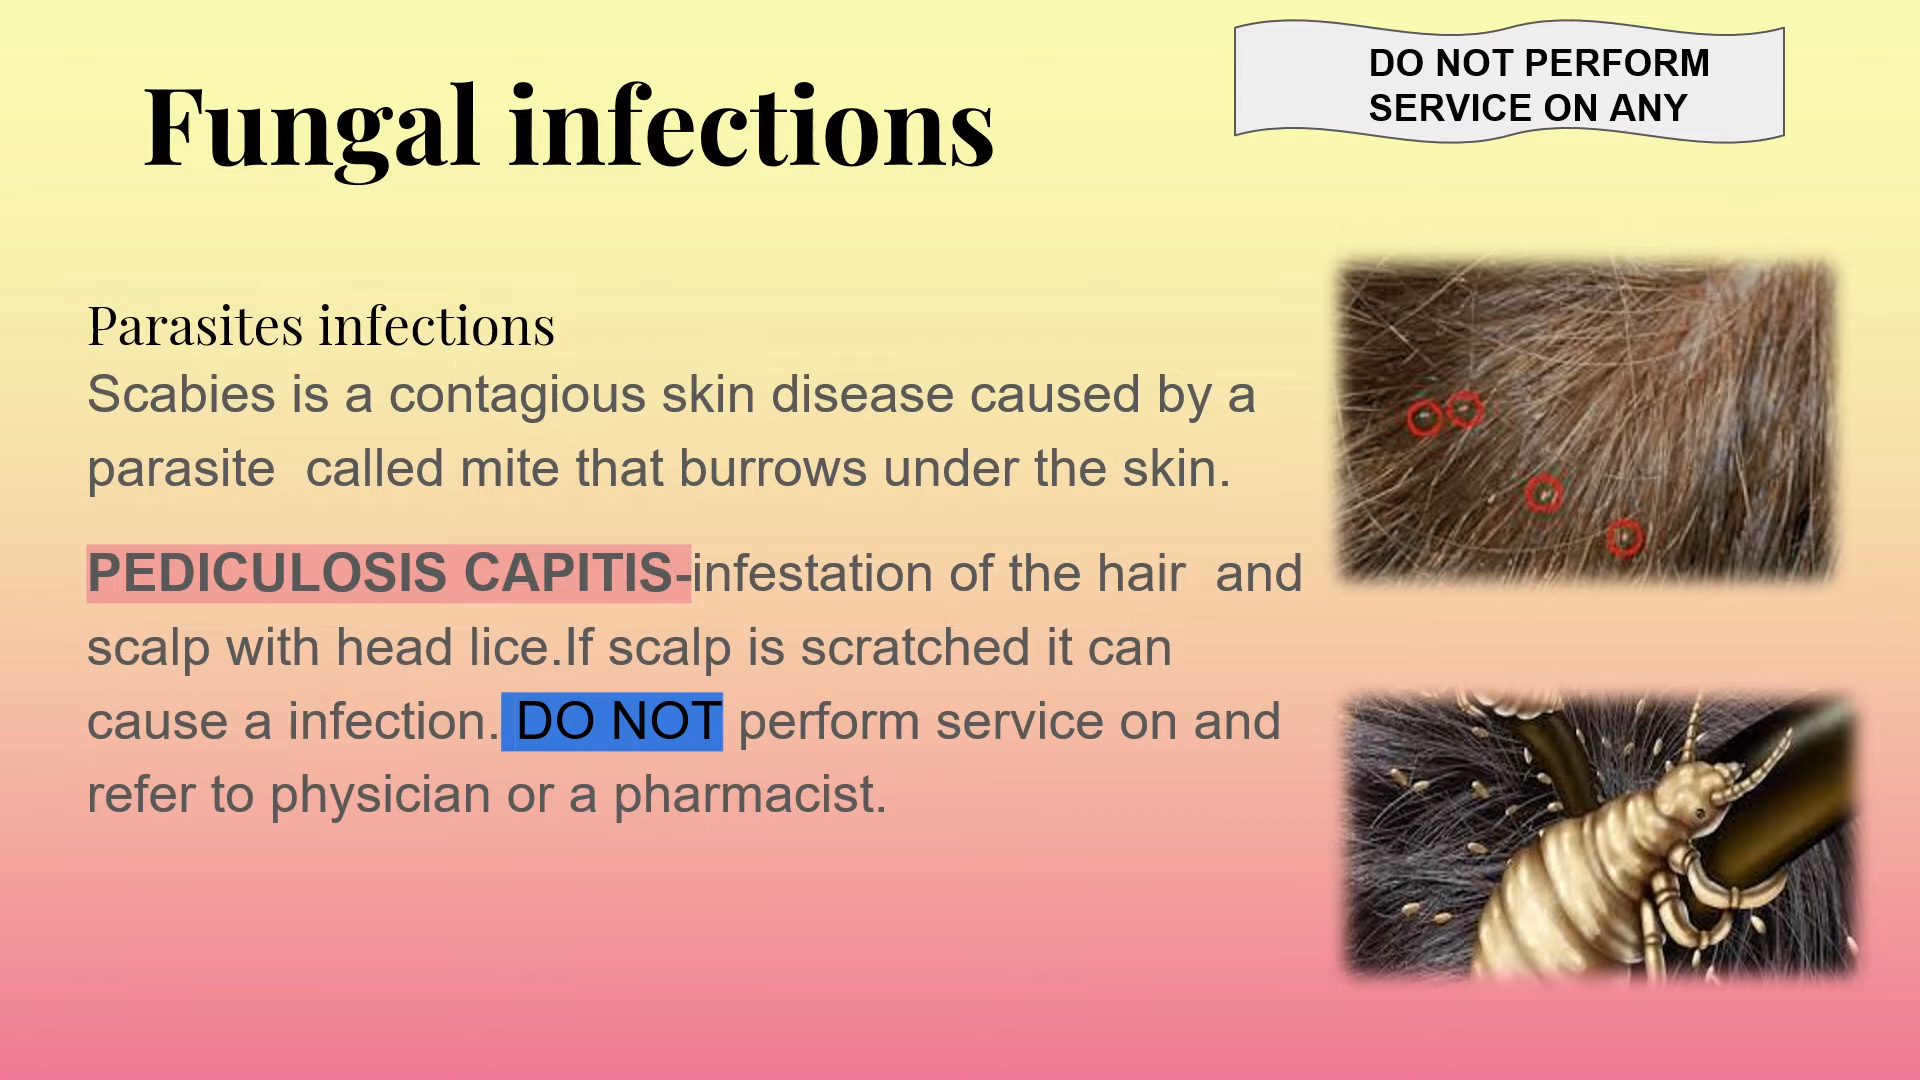 DO NOT PERFORM
SERVICE ON ANY
Fungal infections
Parasites infections
Scabies is a contagious skin disease caused by a
parasite  called mite that burrows under the skin.
PEDICULOSIS CAPITIS-infestation of the hair  and
scalp with head lice.If scalp is scratched it can
cause a infection. DO NOT perform service on and
refer to physician or a pharmacist.